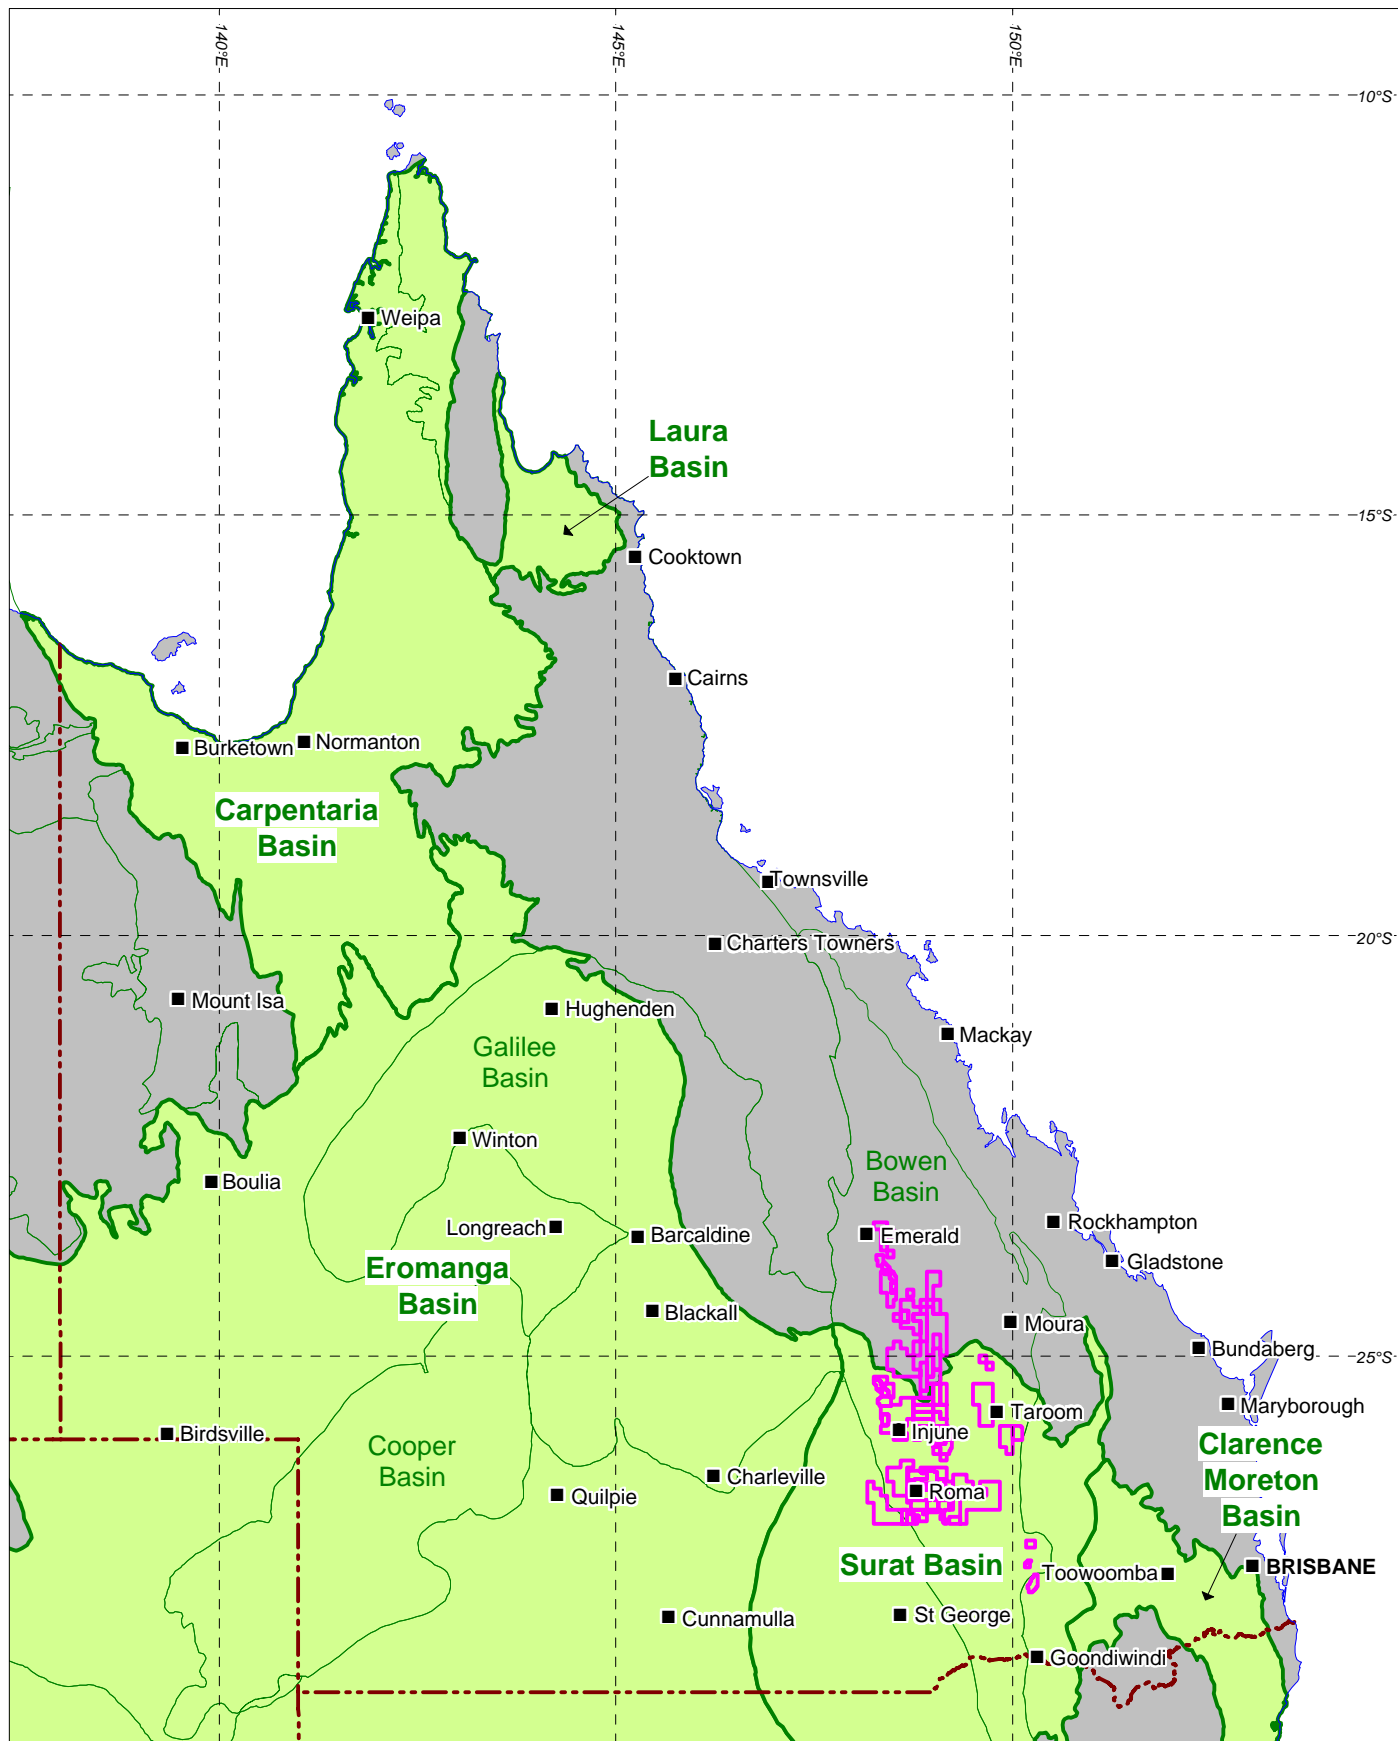 140°E
145°E
150°E
10°S
Weipa
Laura
Basin
15°S
Cooktown
Cairns
Burketown
Normanton
Carpentaria
Basin
Townsville
20°S
Charters Towners
Mount Isa
Hughenden
Mackay
Galilee
Basin
Winton
Bowen
Basin
Boulia
Longreach
Barcaldine
Emerald
Rockhampton
Gladstone
Eromanga
Basin
Blackall
Moura
Bundaberg
25°S
Maryborough
Taroom
Injune
Birdsville
Cooper
Basin
Clarence
Moreton
Basin
Charleville
Quilpie
Roma
Surat Basin
Toowoomba
BRISBANE
Cunnamulla
St George
Goondiwindi